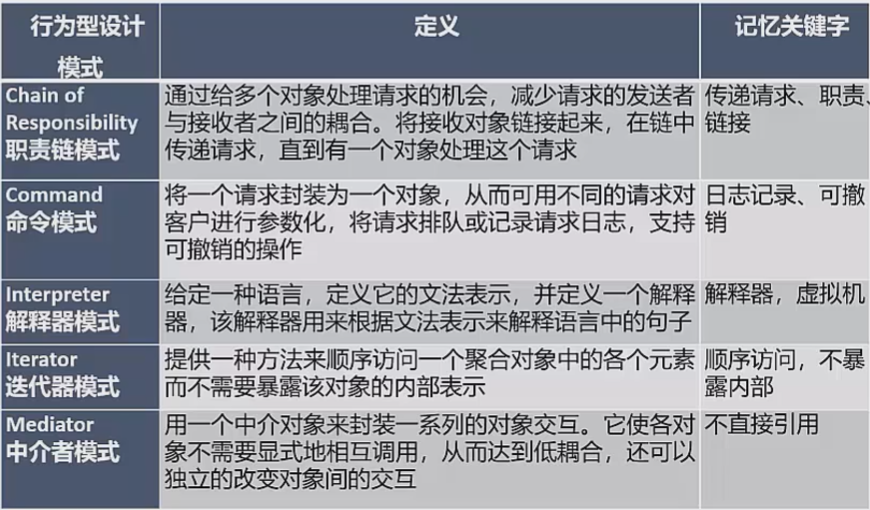 行为型设计
模式
定义
记忆关键字
Chain of
Responsibility
职责链模式
通过给多个对象处理请求的机会，减少请求的发送者
与接收者之间的耦合。将接收对象链接起来，在链中
传递请求，直到有一个对象处理这个请求
传递请求、职责、
链接
Command
命令模式
将一个请求封装为一个对象，从而可用不同的请求对
客户进行参数化，将请求排队或记录请求日志，支持
可撤销的操作
日志记录、可撤
销
Interpreter
解释器模式
给定一种语言，定义它的文法表示，并定义一个解释
器，该解释器用来根据文法表示来解释语言中的句子
解释器，虚拟机
Iterator
迭代器模式
提供一种方法来顺序访问一个聚合对象中的各个元素
而不需要暴露该对象的内部表示
顺序访问，不暴
露内部
Mediator
中介者模式
用一个中介对象来封装一系列的对象交互。它使各对
象不需要显式地相互调用，从而达到低耦合，还可以
独立的改变对象间的交互
不直接引用